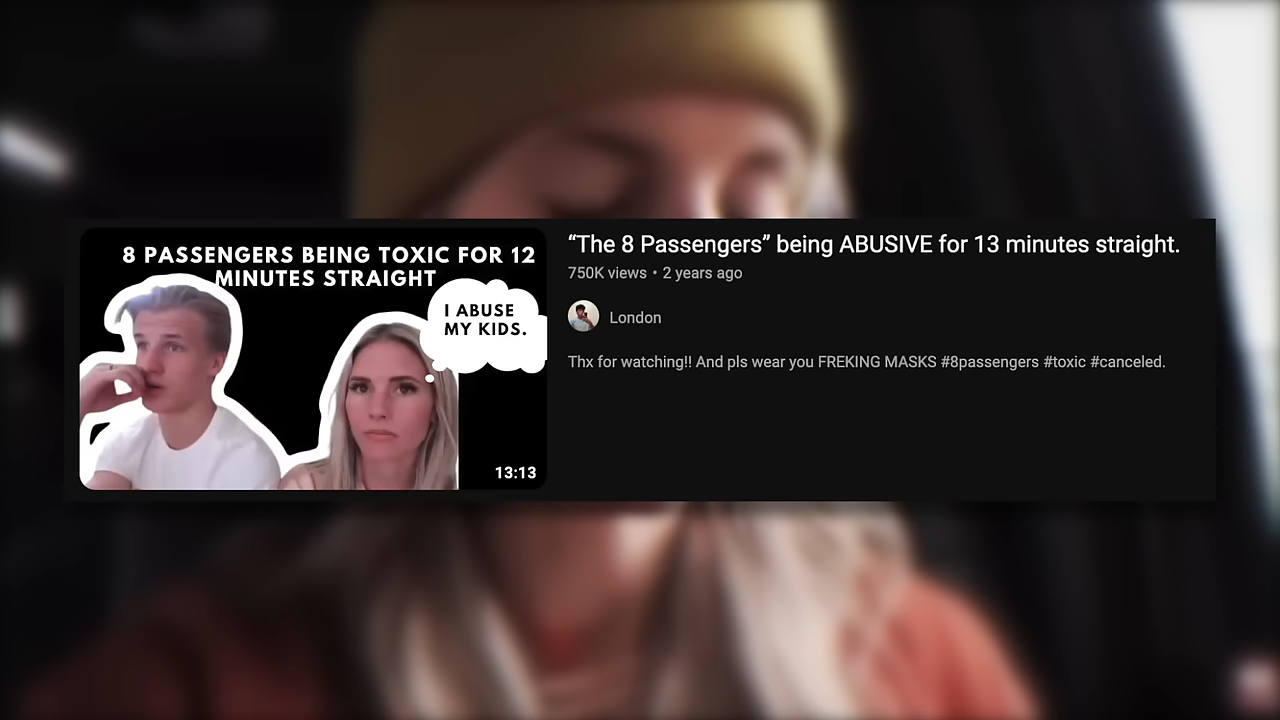 8 PASSENGERS BEING TOXIC FOR 12
MINUTES STRAIGHT
I ABUSE
MY KIDS.
13:13
“The 8 Passengers” being ABUSIVE for 13 minutes straight.
750K views • 2 years ago
London
Thx for watching!! And pls wear you FREKING MASKS #8passengers #toxic #canceled.